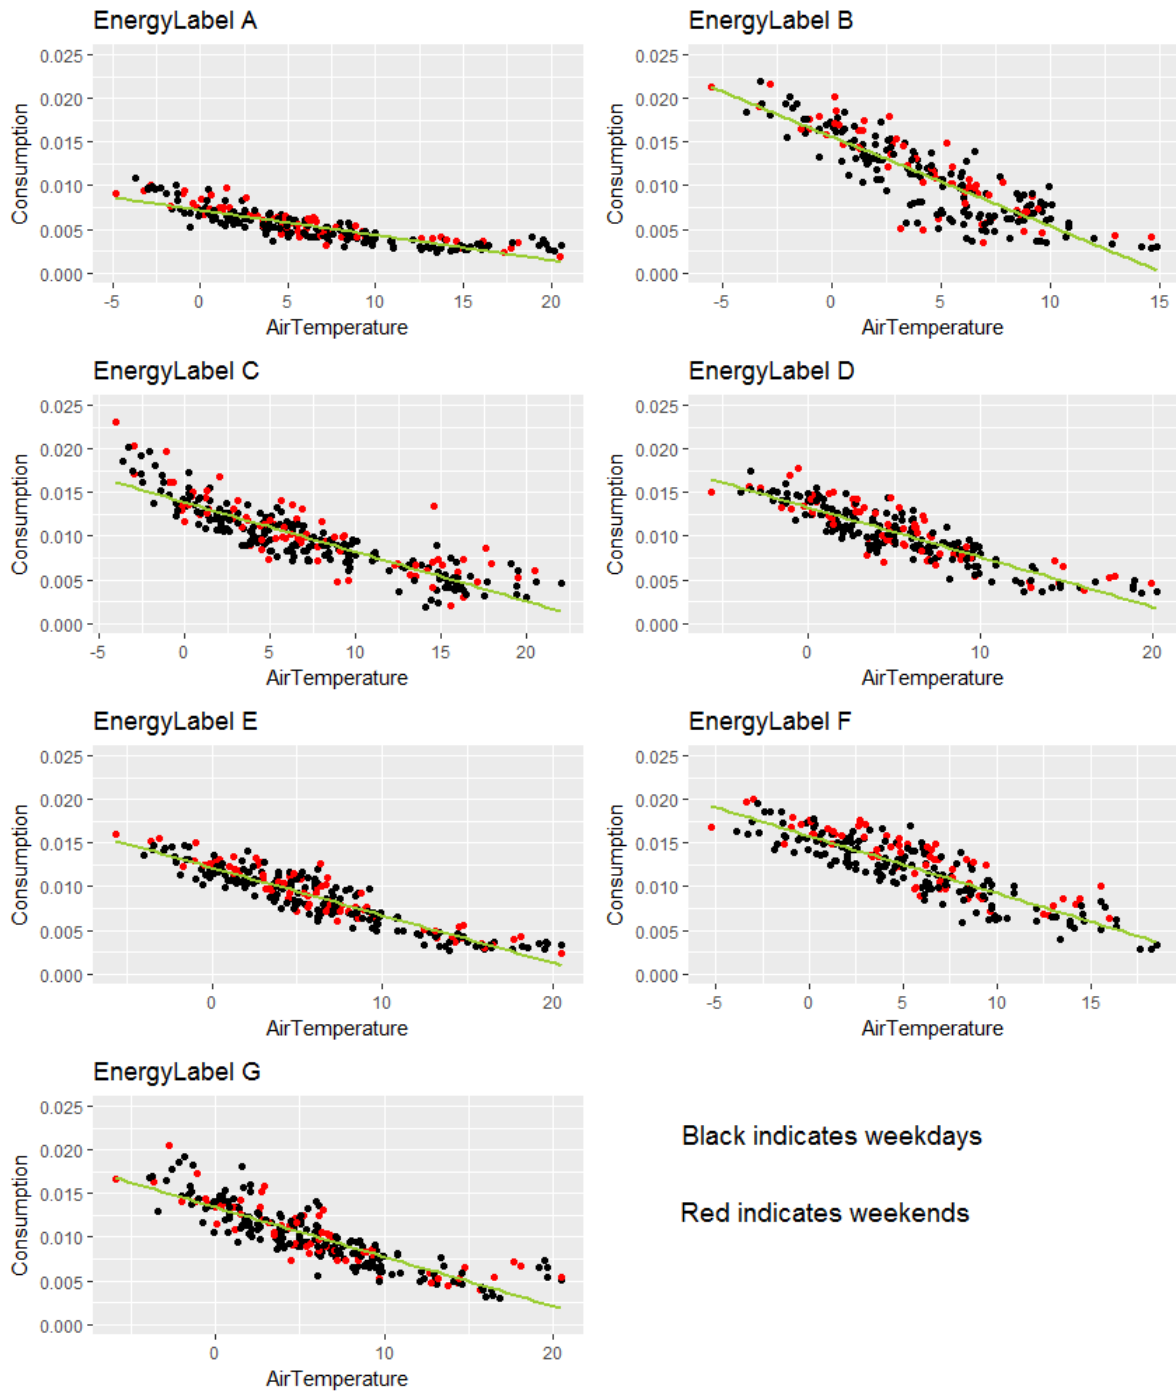 EnergyLabel A
EnergyLabel B
0.025
0.020
0.015
0.010
0.005
0.000
Consumption
-5 0 5 10 15 20
AirTemperature
0.025
0.020
0.015
0.010
0.005
0.000
Consumption
-5 0 5 10 15
AirTemperature
EnergyLabel C
EnergyLabel D
0.025
0.020
0.015
0.010
0.005
0.000
Consumption
-5 0 5 10 15 20
AirTemperature
0.025
0.020
0.015
0.010
0.005
0.000
Consumption
0 10 20
AirTemperature
EnergyLabel E
EnergyLabel F
0.025
0.020
0.015
0.010
0.005
0.000
Consumption
0 10 20
AirTemperature
0.025
0.020
0.015
0.010
0.005
0.000
Consumption
-5 0 5 10 15
AirTemperature
EnergyLabel G
0.025
0.020
0.015
0.010
0.005
0.000
Consumption
0 10 20
AirTemperature
Black indicates weekdays
Red indicates weekends